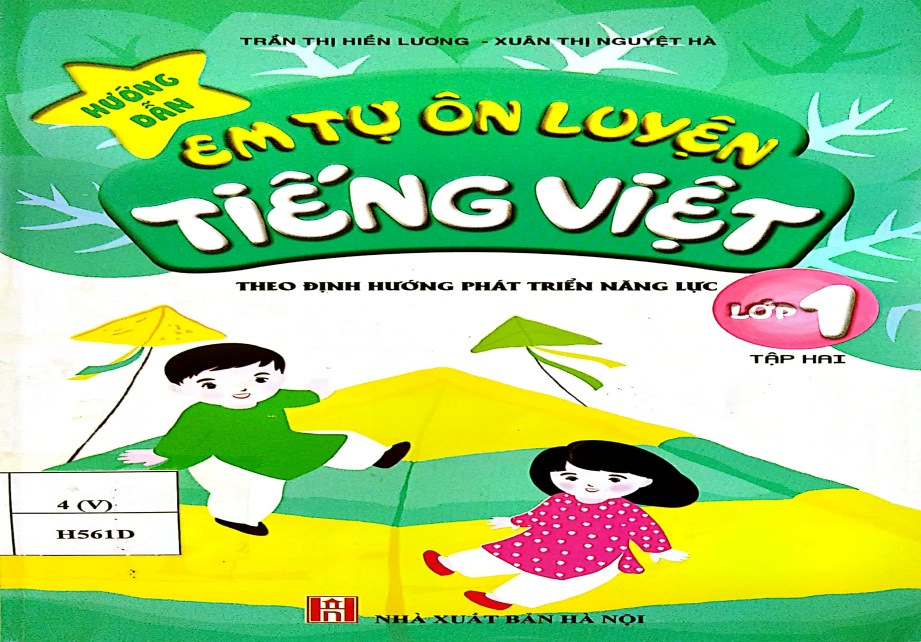 TRẦN THỊ HIỀN LƯƠNG - XUÂN THỊ NGUYỆT HÀ
HƯỚNG
DẪN
EM TỰ ÔN LUYỆN
TIẾNG VIỆT
THEO ĐỊNH HƯỚNG PHÁT TRIỂN NĂNG LỰC
LỚP 1
TẬP HAI
4 (V)
H561D
NHÀ XUẤT BẢN HÀ NỘI